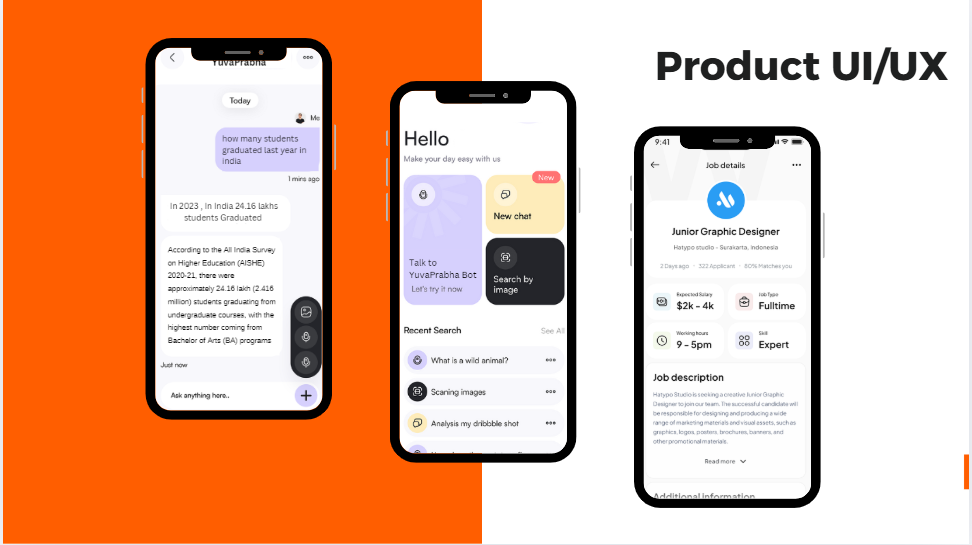 Product UI/UX
YuvaPrabha
Today
Me
how many students
graduated last year in
india
1 mins ago
In 2023 , in India 24.16 lakhs
students Graduated
According to the All India Survey
on Higher Education (AISHE)
2020-21, there were
approximately 24.16 lakh (2.416
million) students graduating from
undergraduate courses, with the
highest number coming from
Bachelor of Arts (BA) programs
Just now
Ask anything here..
Hello
Make your day easy with us
New
New chat
Talk to
YuvaPrabha Bot
Let's try it now
Search by
image
Recent Search
See All
What is a wild animal?
Scaning images
Analysis my dribbble shot
9:41
Job details
Junior Graphic Designer
Hatypo studio - Surakarta, Indonesia
2 Days ago · 322 Applicant · 80% Matches you
Expected Salary
$2k - 4k
Job Type
Fulltime
Working hours
9 - 5pm
Skill
Expert
Job description
Hatypo Studio is seeking a creative Junior Graphic
Designer to join our team. The successful candidate will
be responsible for designing and producing a wide
range of marketing materials and visual assets, such as
graphics, logos, posters, brochures, banners, and
other promotional materials.
Read more
Additional information